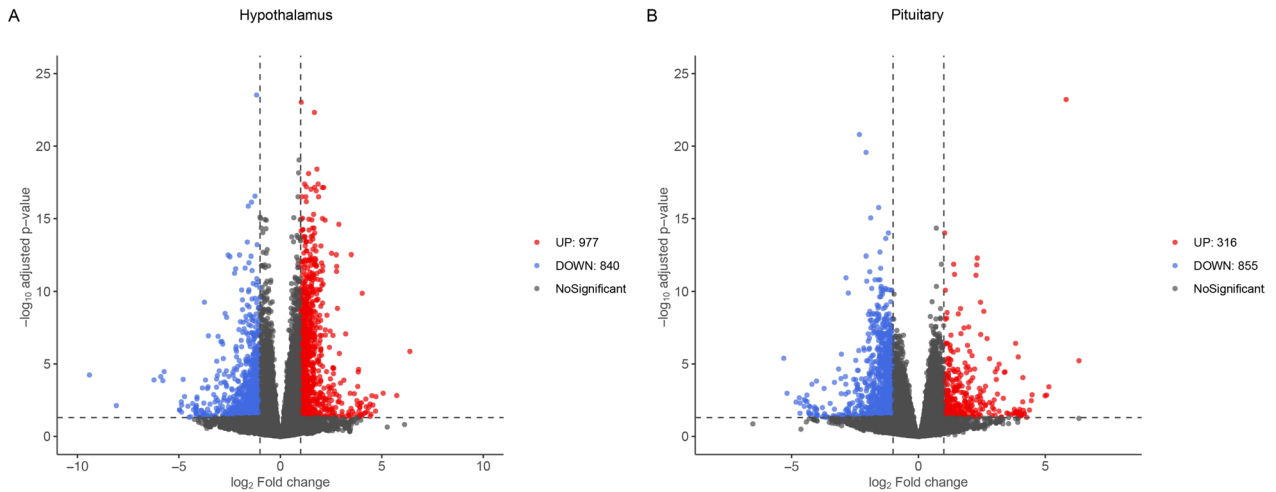 A
Hypothalamus
25
20
15
10
5
0
−log₁₀ adjusted p−value
−10
−5
0
5
10
log₂ Fold change
UP: 977
DOWN: 840
NoSignificant
B
Pituitary
25
20
15
10
5
0
−log₁₀ adjusted p−value
−5
0
5
log₂ Fold change
UP: 316
DOWN: 855
NoSignificant